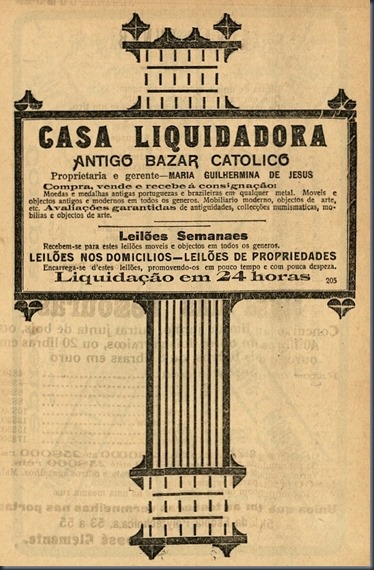 CASA LIQUIDADORA
ANTIGO BAZAR CATOLICO
Proprietaria e gerente—MARIA GUILHERMINA DE JESUS
Compra, vende e recebe á consignação:
Moedas e medalhas antigas portuguezas e brazileiras em qualquer metal. Moveis e
objectos antigos e modernos em todos os generos. Mobiliario moderno, objectos de arte,
etc. Avaliações garantidas de antiguidades, collecções numismaticas, mo-
bilias e objectos de arte.
Leilões Semanaes
Recebem-se para estes leilões moveis e objectos em todos os generos.
LEILÕES NOS DOMICILIOS—LEILÕES DE PROPRIEDADES
Encarrega-se d'estes leilões, promovendo-os em pouco tempo e com pouca despeza.
Liquidação em 24 horas
205